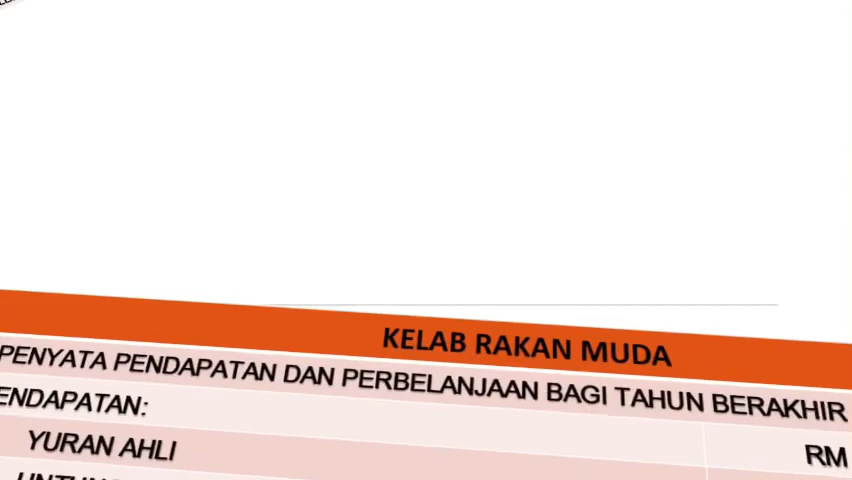 KELAB RAKAN MUDA
PENYATA PENDAPATAN DAN PERBELANJAAN BAGI TAHUN BERAKHIR
ENDAPATAN:
RM
YURAN AHLI